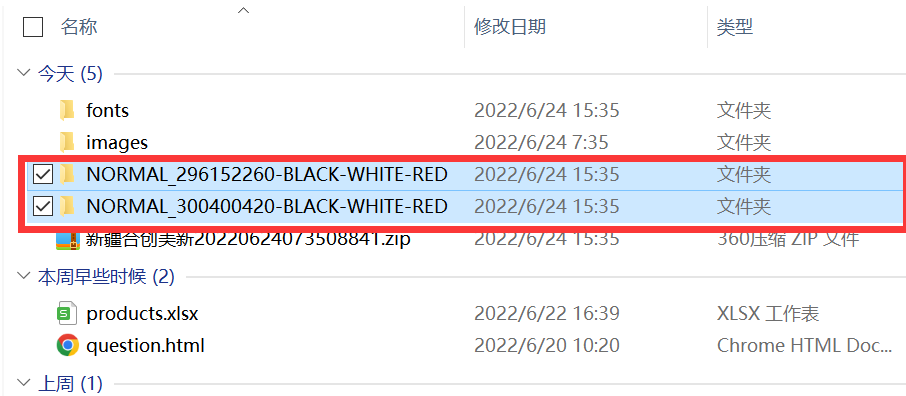 名称 修改日期 类型
今天 (5)
fonts 2022/6/24 15:35 文件夹
images 2022/6/24 7:35 文件夹
NORMAL_296152260-BLACK-WHITE-RED 2022/6/24 15:35 文件夹
NORMAL_300400420-BLACK-WHITE-RED 2022/6/24 15:35 文件夹
新疆合创美新20220624073508841.zip 2022/6/24 15:35 360压缩 ZIP 文件
本周早些时候 (2)
products.xlsx 2022/6/22 16:39 XLSX 工作表
question.html 2022/6/20 10:20 Chrome HTML Doc...
上周 (1)